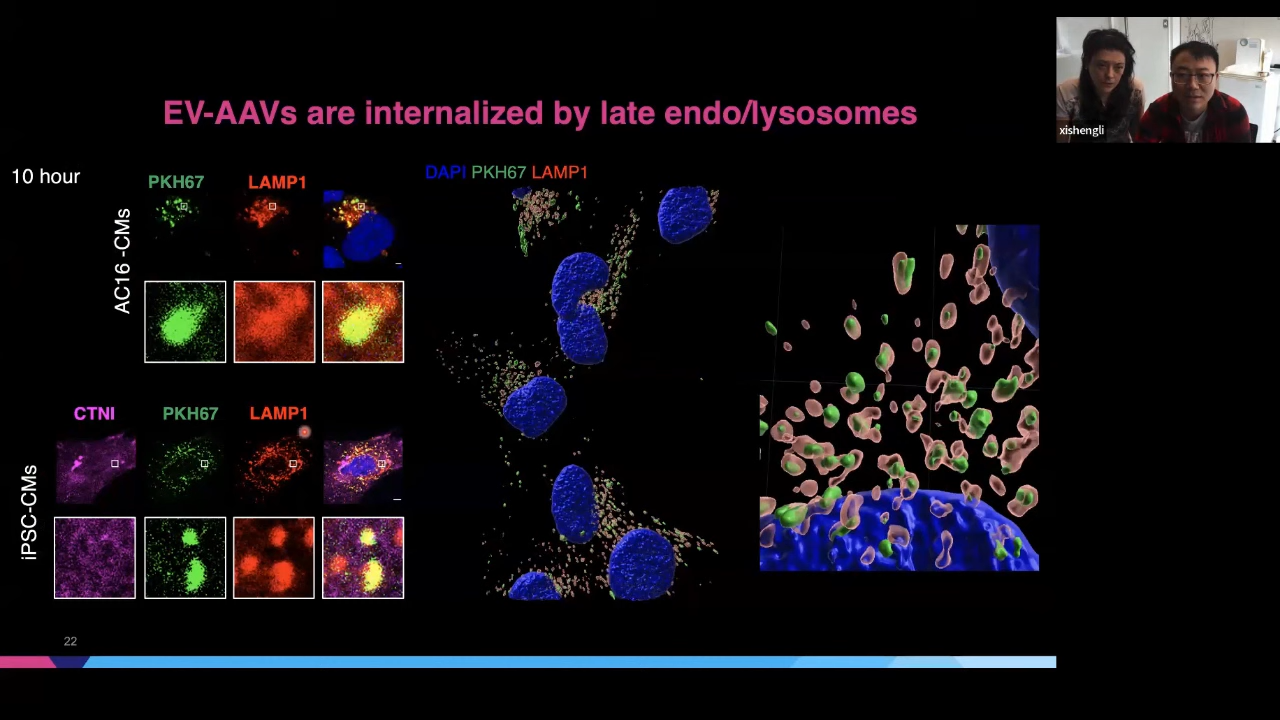 EV-AAVs are internalized by late endo/lysosomes
xishengli
10 hour
DAPI PKH67 LAMP1
PKH67 LAMP1
AC16 -CMs
CTNI PKH67 LAMP1
iPSC-CMs
22